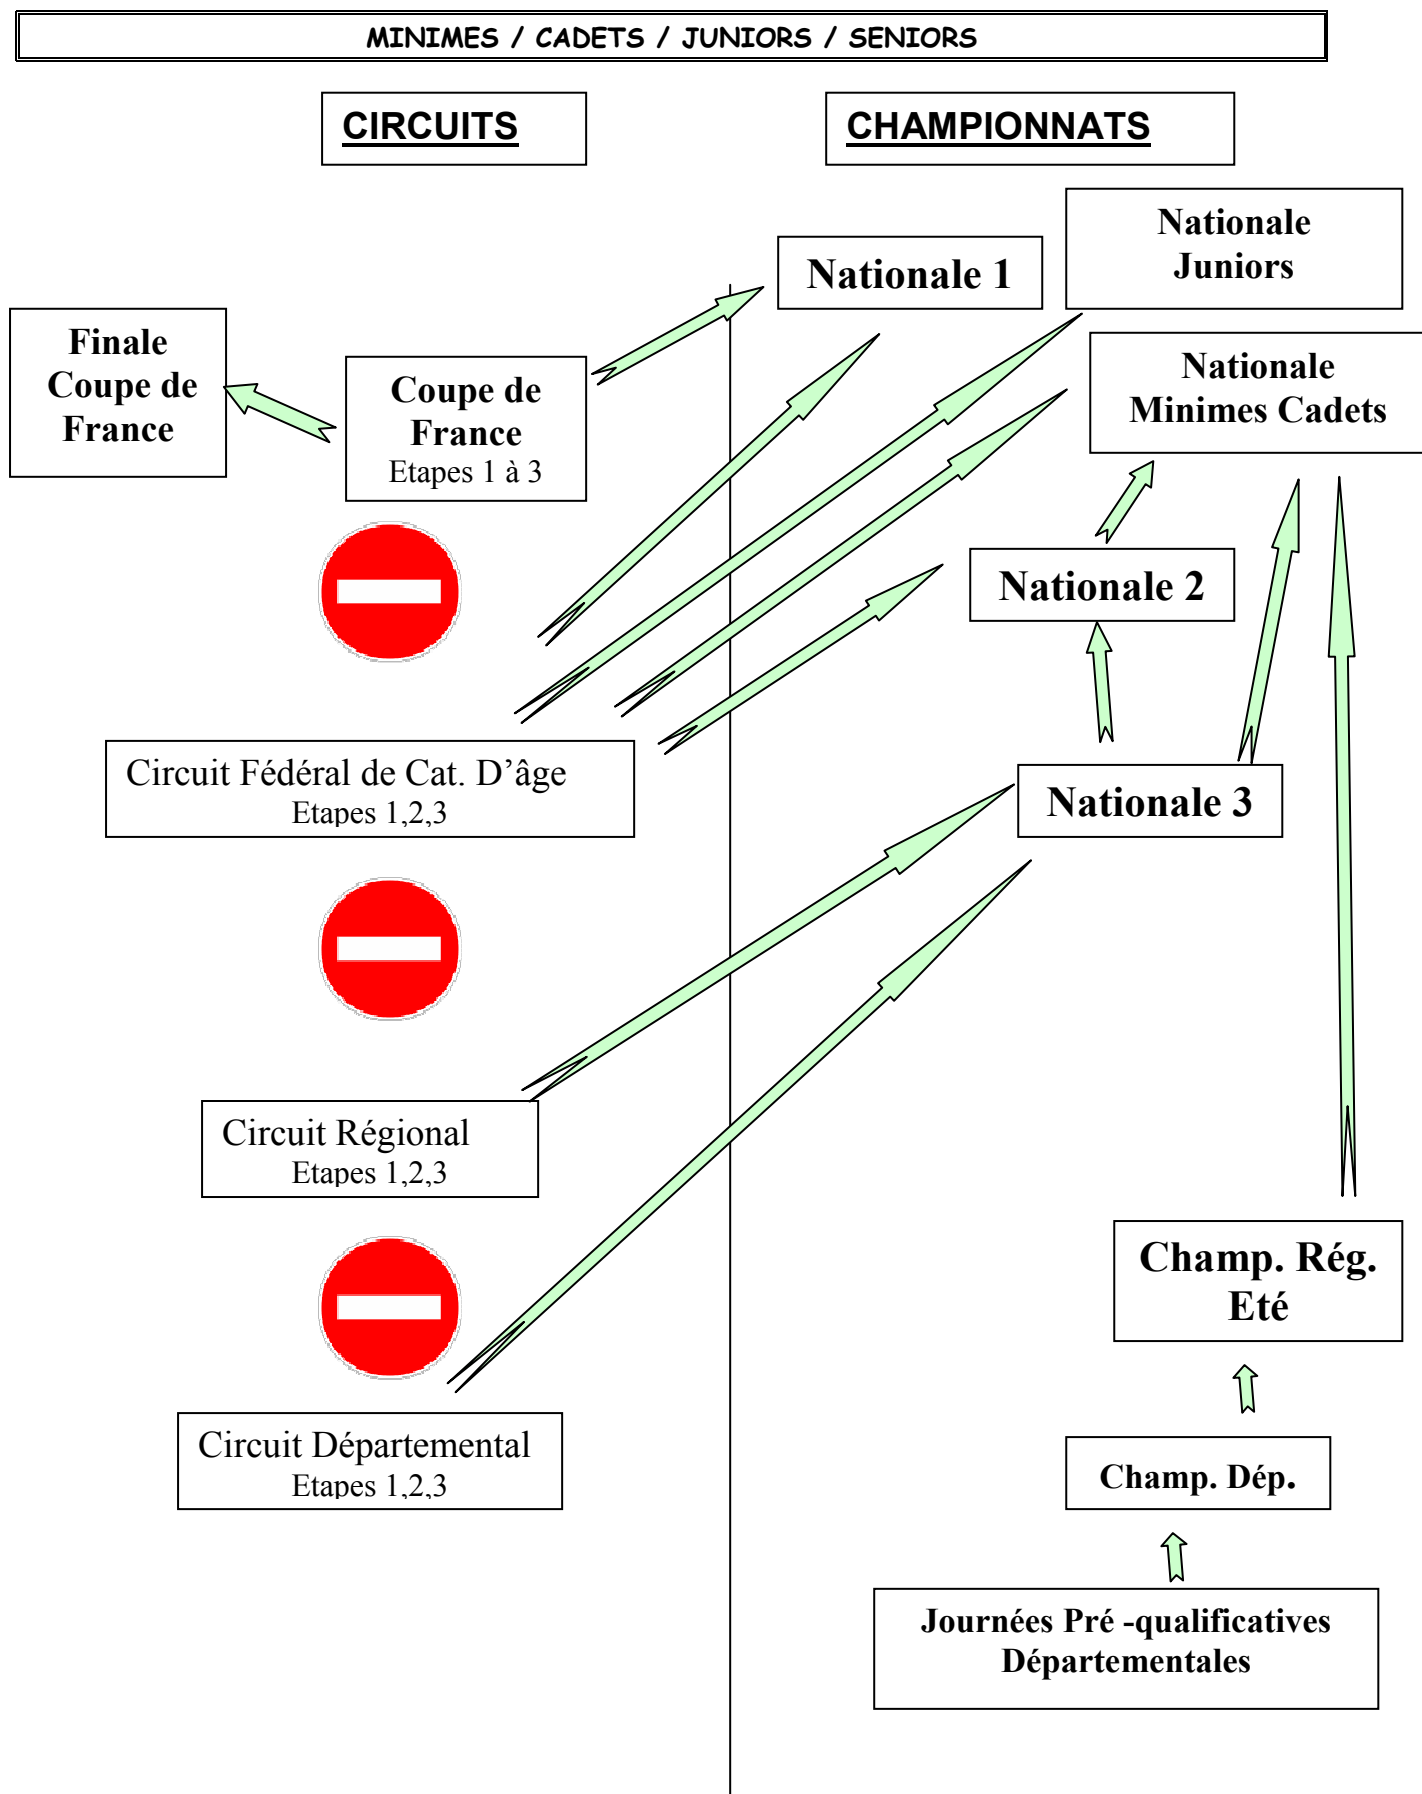 MINIMES / CADETS / JUNIORS / SENIORS
CIRCUITS
CHAMPIONNATS
Nationale
Juniors
Nationale 1
Finale
Coupe de
France
Coupe de
France
Etapes 1 à 3
Nationale
Minimes Cadets
Nationale 2
Circuit Fédéral de Cat. D’âge
Etapes 1,2,3
Nationale 3
Circuit Régional
Etapes 1,2,3
Champ. Rég.
Eté
Circuit Départemental
Etapes 1,2,3
Champ. Dép.
Journées Pré -qualificatives
Départementales